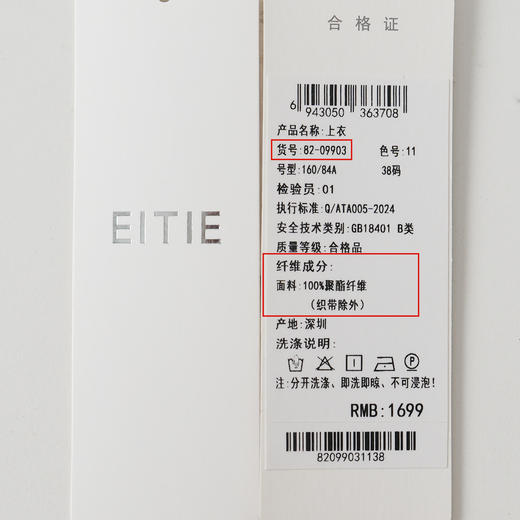 EITIE
合格证
6 943050 363708
产品名称:上衣
货号:82-09903 色号:11
号型:160/84A 38码
检验员:01
执行标准:Q/ATA005-2024
安全技术类别:GB18401 B类
质量等级:合格品
纤维成分:
面料:100%聚酯纤维
(织带除外)
产地:深圳
洗涤说明:
注:分开洗涤、即洗即晾、不可浸泡!
RMB:1699
82099031138